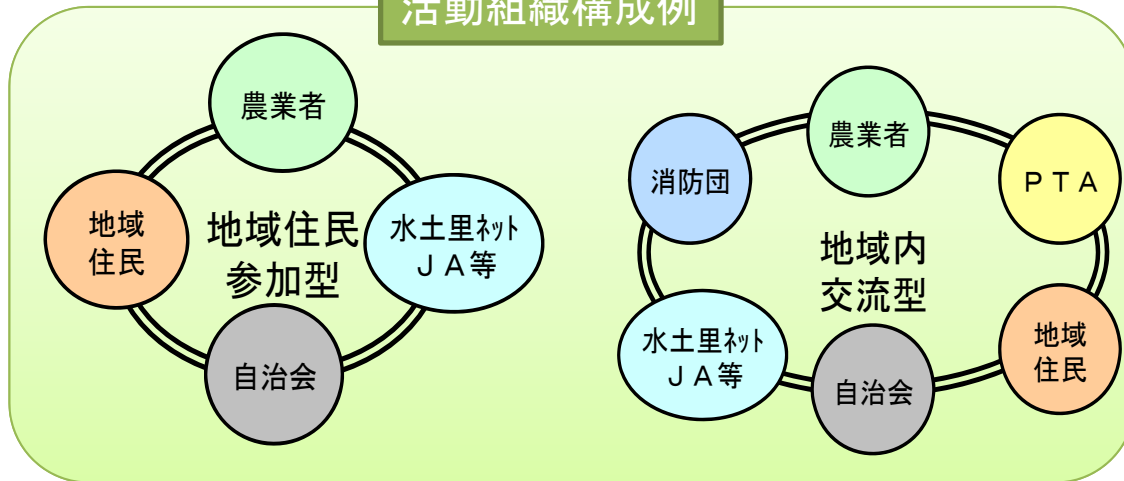 活動組織構成例
農業者
地域
住民
地域住民
参加型
水土里ネット
ＪＡ等
自治会
農業者
消防団
ＰＴＡ
地域内
交流型
水土里ネット
ＪＡ等
地域
住民
自治会